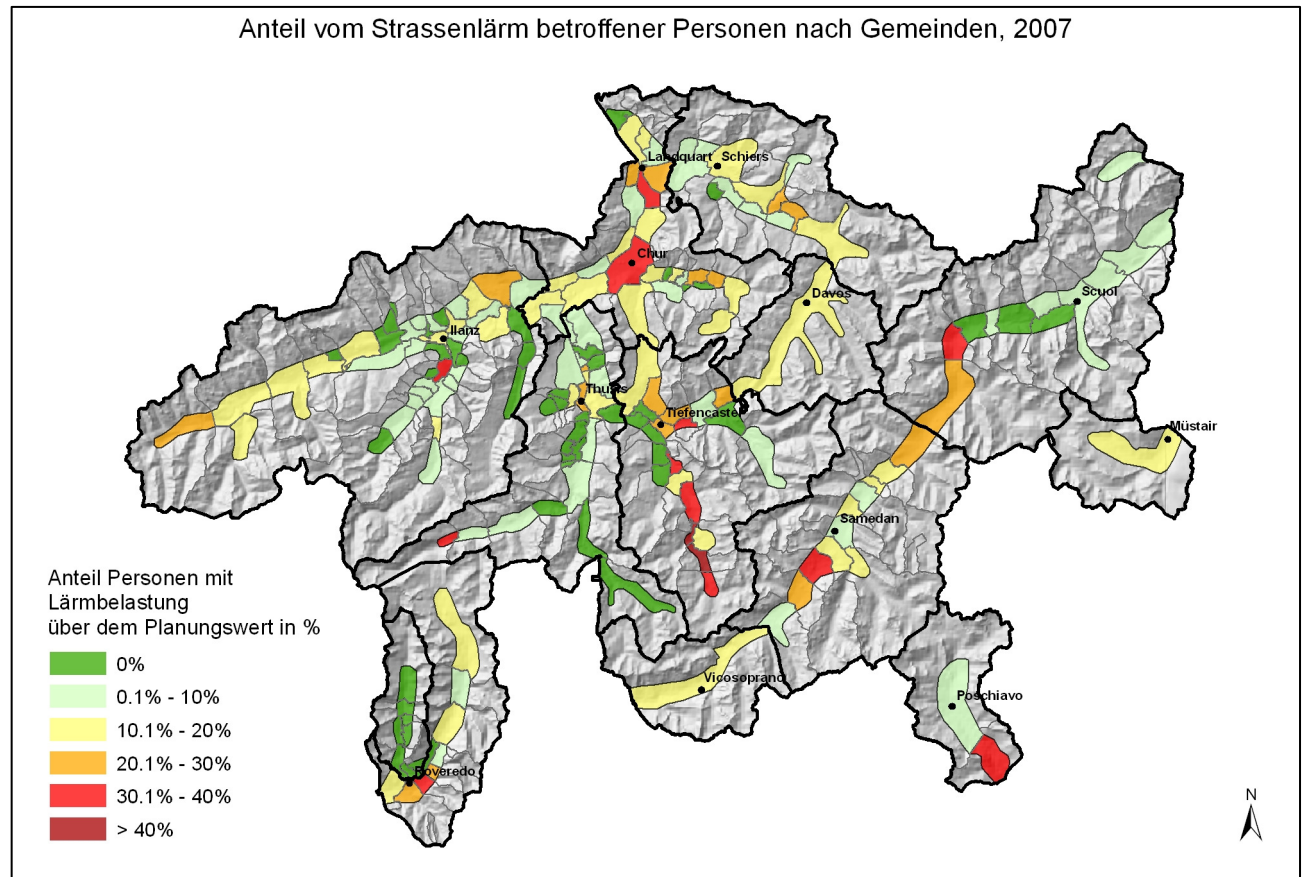 Anteil vom Strassenlärm betroffener Personen nach Gemeinden, 2007
Landquart
Schiers
Chur
Davos
Scuol
Ilanz
Thusis
Tiefencastel
Müstair
Samedan
Vicosoprano
Poschiavo
Roveredo
Anteil Personen mit
Lärmbelastung
über dem Planungswert in %
0%
0.1% - 10%
10.1% - 20%
20.1% - 30%
30.1% - 40%
> 40%
N